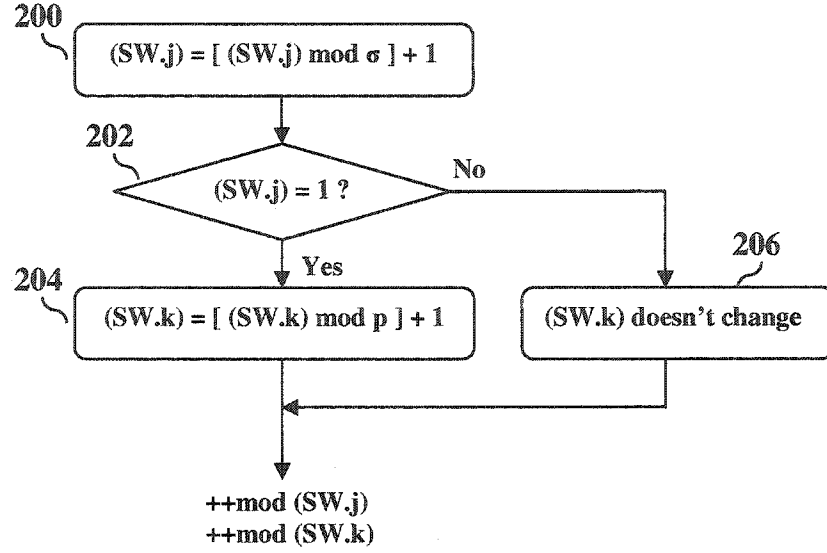 200
(SW.j) = [ (SW.j) mod σ ] + 1
202
(SW.j) = 1 ?
No
Yes
204
206
(SW.k) = [ (SW.k) mod p ] + 1
(SW.k) doesn't change
++mod (SW.j)
++mod (SW.k)